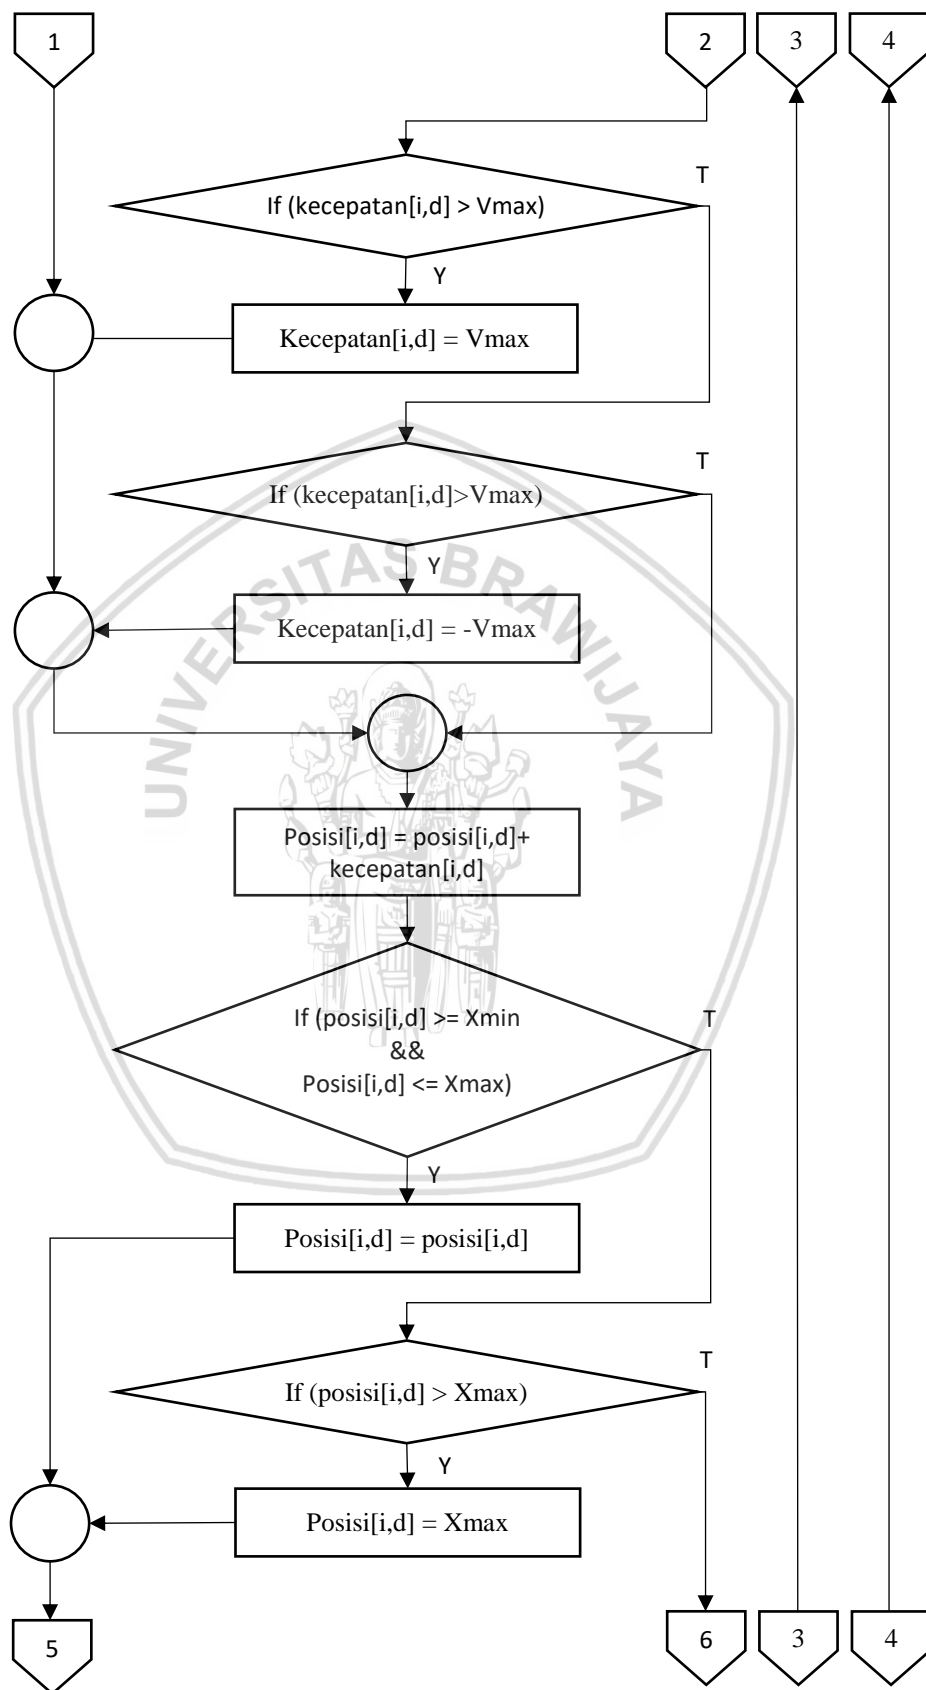 1
2
3
4
T
If (kecepatan[i,d] > Vmax)
Y
Kecepatan[i,d] = Vmax
T
If (kecepatan[i,d]>Vmax)
Y
Kecepatan[i,d] = -Vmax
UNIVERSITAS BRAWIJAYA
Posisi[i,d] = posisi[i,d]+
kecepatan[i,d]
T
If (posisi[i,d] >= Xmin
&&
Posisi[i,d] <= Xmax)
Y
Posisi[i,d] = posisi[i,d]
T
If (posisi[i,d] > Xmax)
Y
Posisi[i,d] = Xmax
5
6
3
4